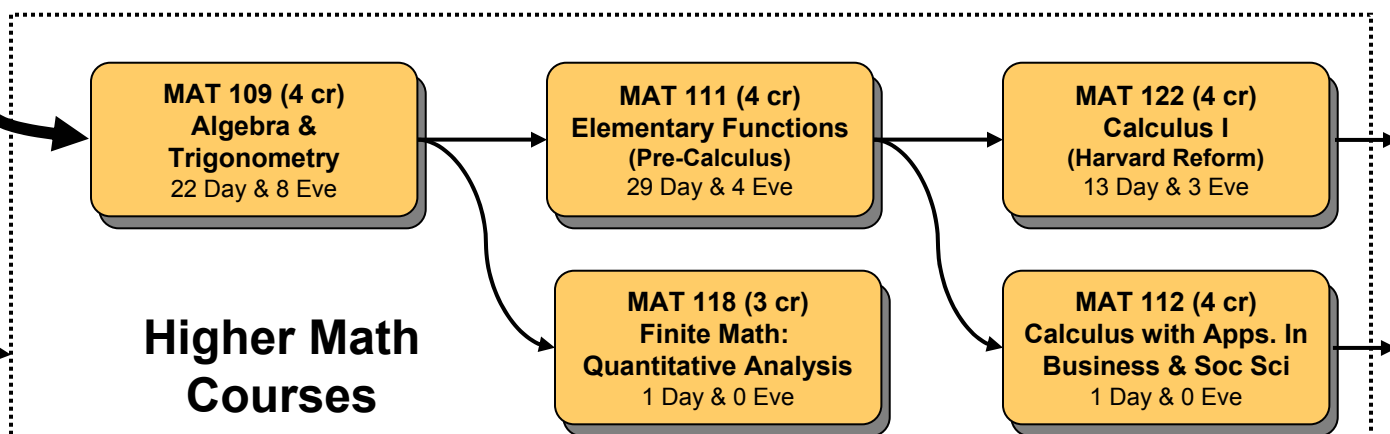 MAT 109 (4 cr)
Algebra &
Trigonometry
22 Day & 8 Eve
MAT 111 (4 cr)
Elementary Functions
(Pre-Calculus)
29 Day & 4 Eve
MAT 122 (4 cr)
Calculus I
(Harvard Reform)
13 Day & 3 Eve
Higher Math
Courses
MAT 118 (3 cr)
Finite Math:
Quantitative Analysis
1 Day & 0 Eve
MAT 112 (4 cr)
Calculus with Apps. In
Business & Soc Sci
1 Day & 0 Eve